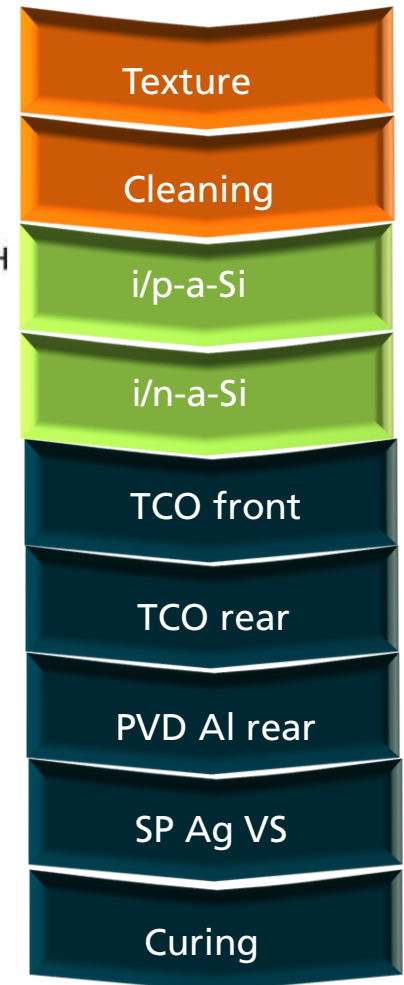 Texture
Cleaning
i/p-a-Si
i/n-a-Si
TCO front
TCO rear
PVD Al rear
SP Ag VS
Curing